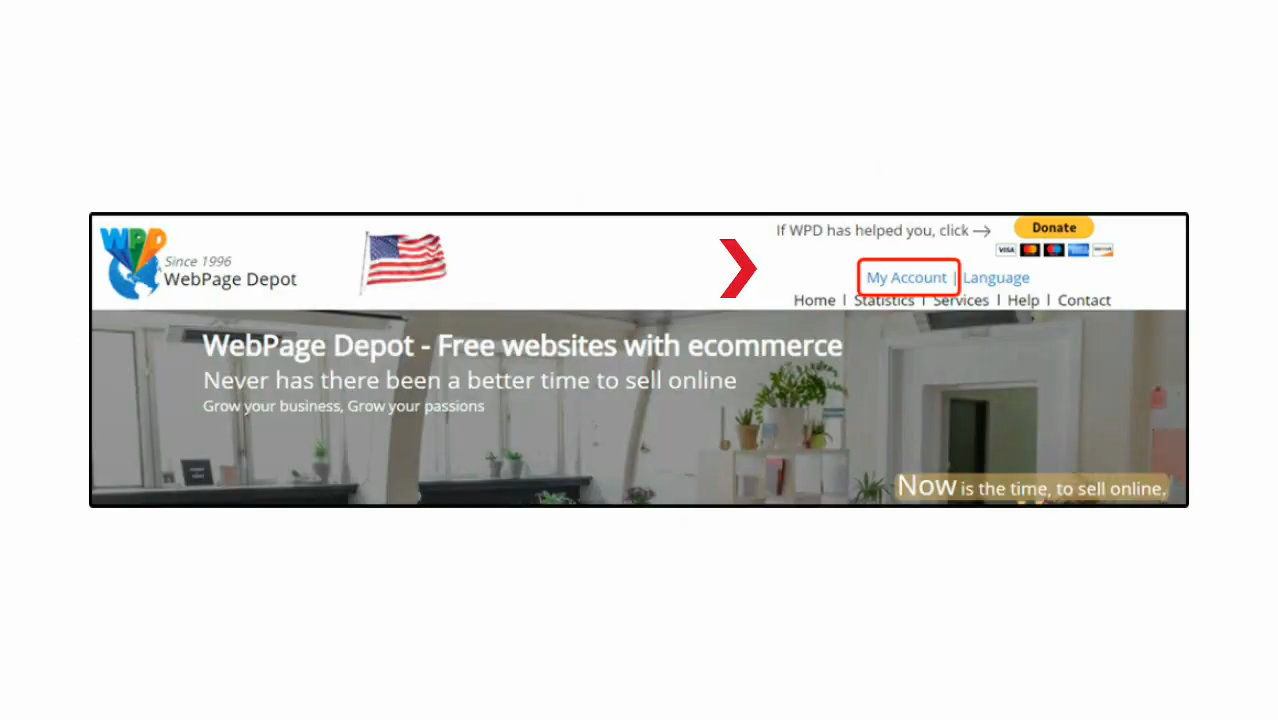 WPD
Since 1996
WebPage Depot
If WPD has helped you, click →
Donate
VISA
My Account | Language
Home | Statistics | Services | Help | Contact
WebPage Depot - Free websites with ecommerce
Never has there been a better time to sell online
Grow your business, Grow your passions
Now is the time, to sell online.